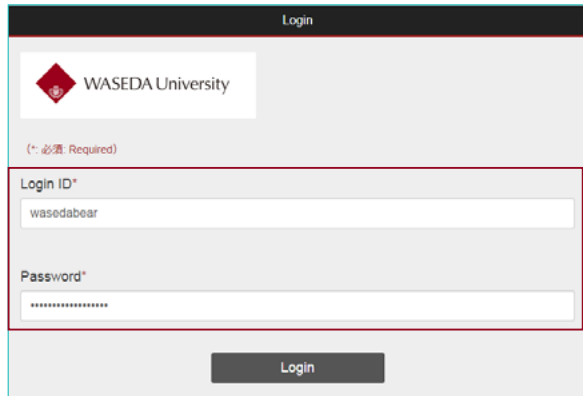 Login
WASEDA University
(*: 必須: Required)
Login ID*
wasedabear
Password*
••••••••••••••••••
Login